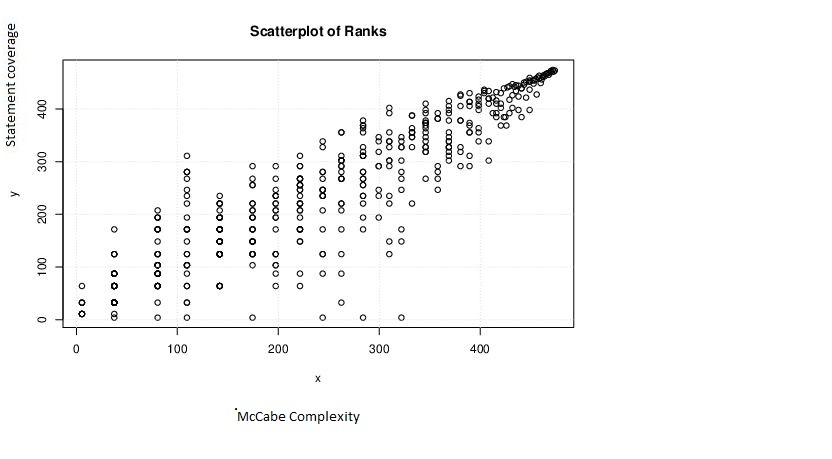 Scatterplot of Ranks
Statement coverage
y
400
300
200
100
0
0 100 200 300 400
x
McCabe Complexity